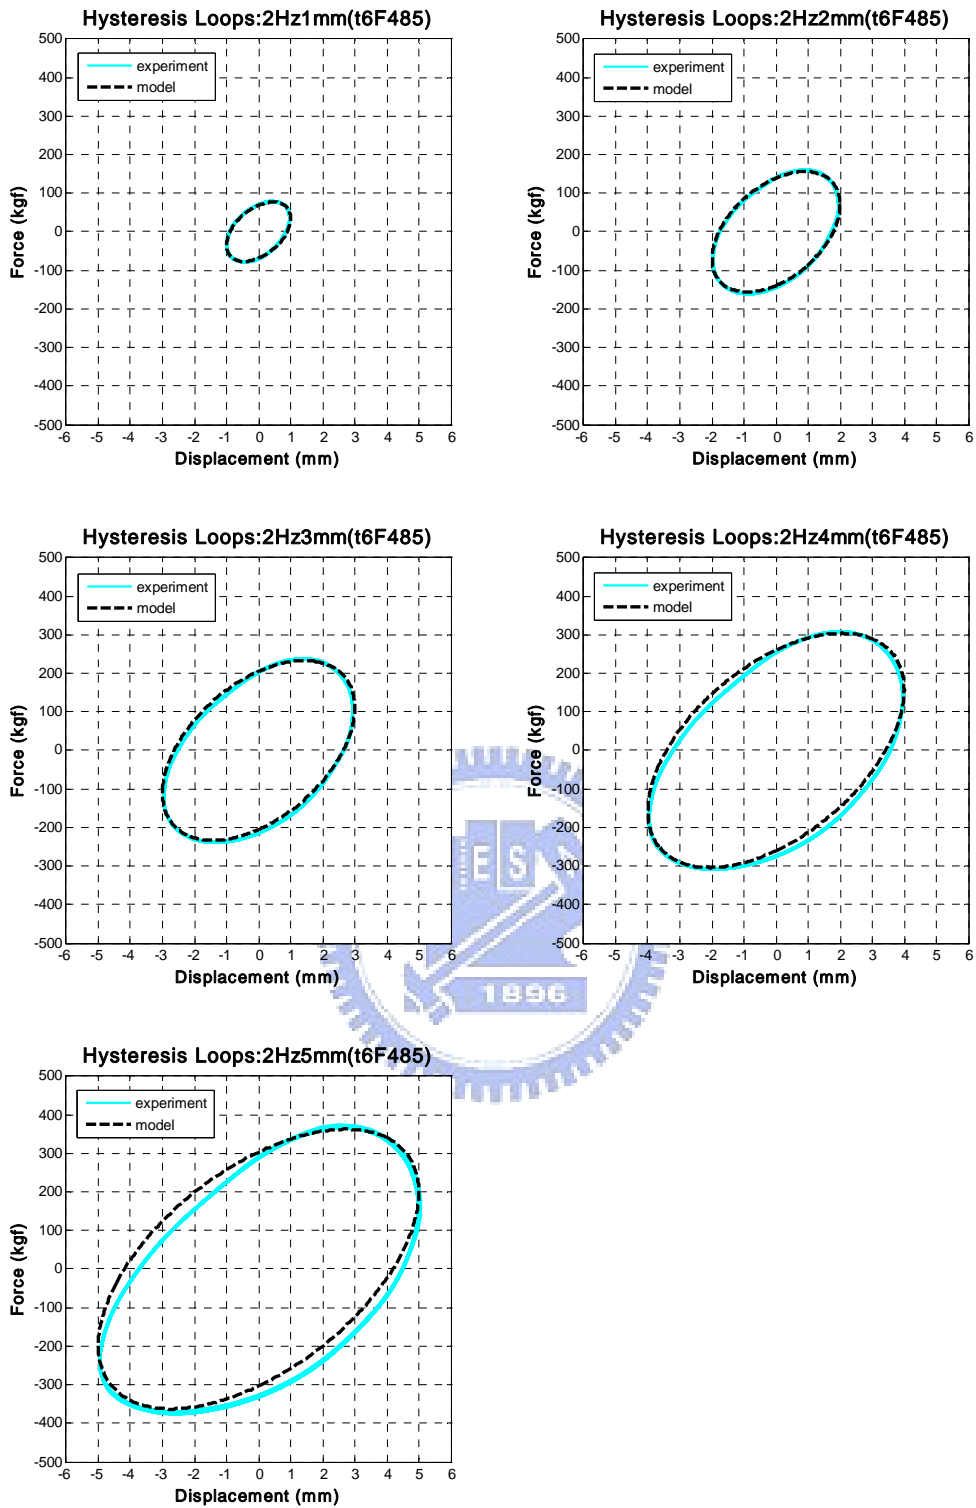 Hysteresis Loops:2Hz1mm(t6F485)
500
400
300
200
100
0
-100
-200
-300
-400
-500
Force (kgf)
experiment
model
-6 -5 -4 -3 -2 -1 0 1 2 3 4 5 6
Displacement (mm)
Hysteresis Loops:2Hz2mm(t6F485)
500
400
300
200
100
0
-100
-200
-300
-400
-500
Force (kgf)
experiment
model
-6 -5 -4 -3 -2 -1 0 1 2 3 4 5 6
Displacement (mm)
Hysteresis Loops:2Hz3mm(t6F485)
500
400
300
200
100
0
-100
-200
-300
-400
-500
Force (kgf)
experiment
model
-6 -5 -4 -3 -2 -1 0 1 2 3 4 5 6
Displacement (mm)
Hysteresis Loops:2Hz4mm(t6F485)
500
400
300
200
100
0
-100
-200
-300
-400
-500
Force (kgf)
experiment
model
-6 -5 -4 -3 -2 -1 0 1 2 3 4 5 6
Displacement (mm)
ES
1896
Hysteresis Loops:2Hz5mm(t6F485)
500
400
300
200
100
0
-100
-200
-300
-400
-500
Force (kgf)
experiment
model
-6 -5 -4 -3 -2 -1 0 1 2 3 4 5 6
Displacement (mm)